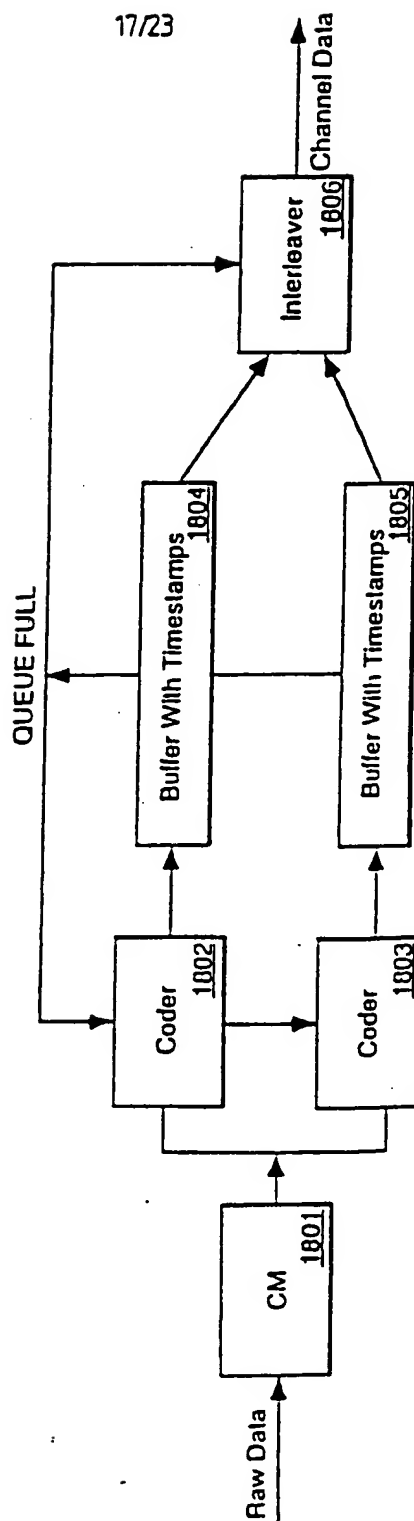 17/23
QUEUE FULL
Raw Data
CM
1801
Coder
1802
Coder
1803
Buffer With Timestamps
1804
Buffer With Timestamps
1805
Interleaver
1806
Channel Data